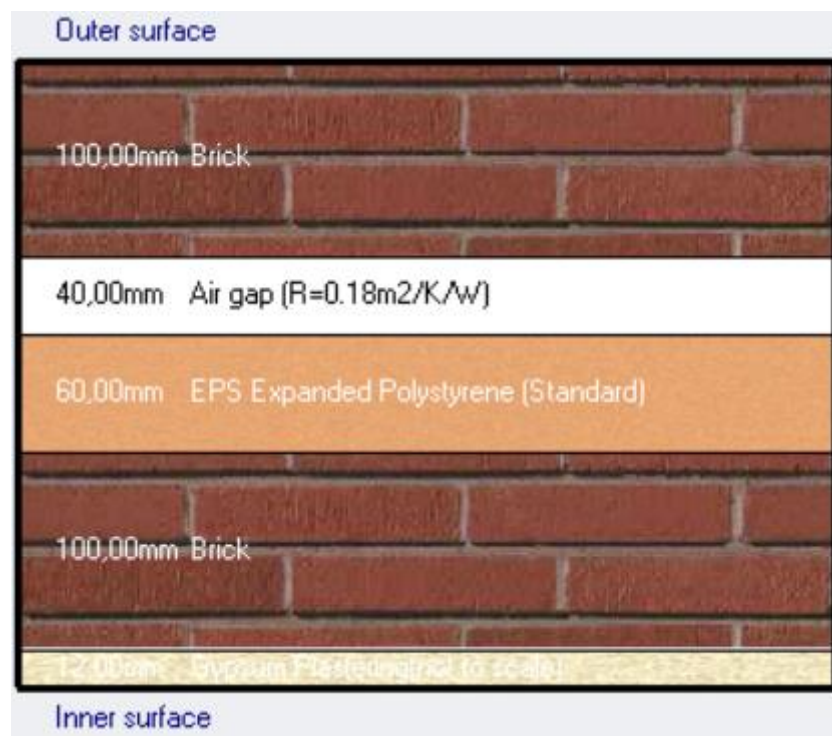 Outer surface
100,00mm Brick
40,00mm Air gap (R=0.18m2/K/W)
60,00mm EPS Expanded Polystyrene (Standard)
100,00mm Brick
12,00mm Gypsum Plastering(not to scale)
Inner surface